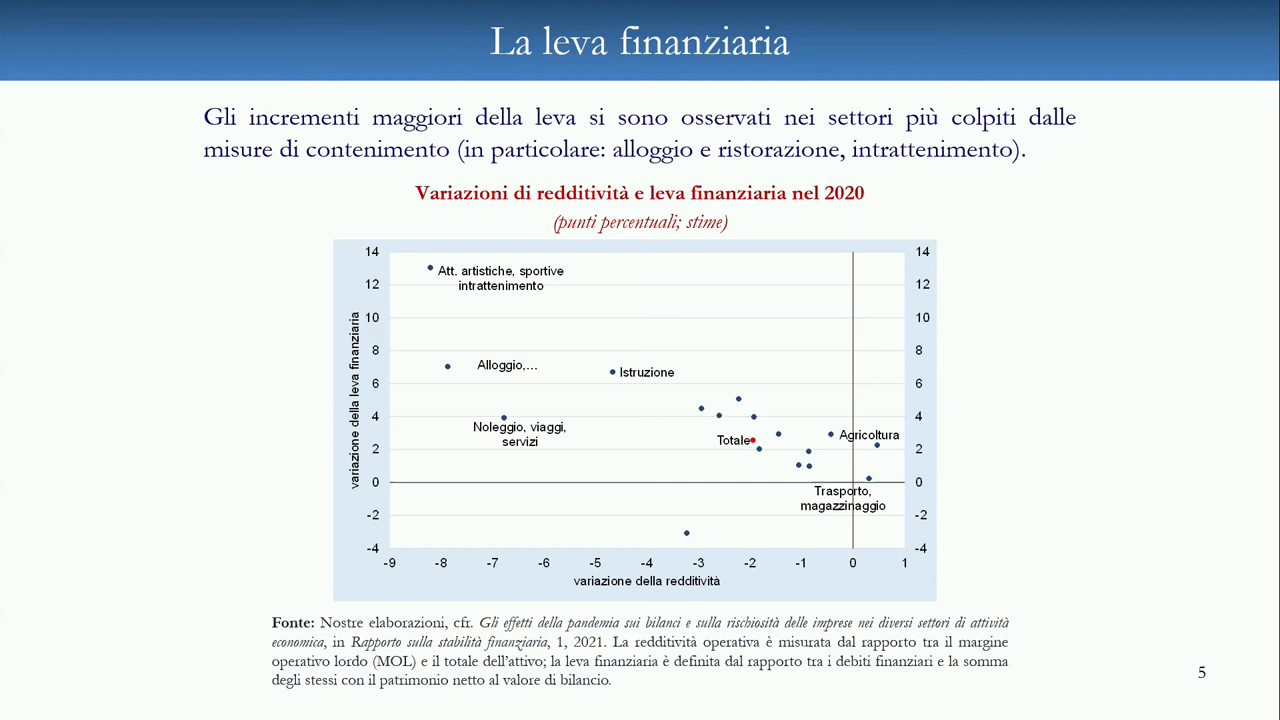 La leva finanziaria
Gli incrementi maggiori della leva si sono osservati nei settori più colpiti dalle
misure di contenimento (in particolare: alloggio e ristorazione, intrattenimento).
Variazioni di redditività e leva finanziaria nel 2020
(punti percentuali; stime)
14 14
Att. artistiche, sportive
intrattenimento
12 12
10 10
variazione della leva finanziaria
8 8
Alloggio,...
Istruzione
6 6
4 4
Noleggio, viaggi,
servizi
Totale
Agricoltura
2 2
0 0
Trasporto,
magazzinaggio
-2 -2
-4 -4
-9 -8 -7 -6 -5 -4 -3 -2 -1 0 1
variazione della redditività
Fonte: Nostre elaborazioni, cfr. Gli effetti della pandemia sui bilanci e sulla rischiosità delle imprese nei diversi settori di attività
economica, in Rapporto sulla stabilità finanziaria, 1, 2021. La redditività operativa è misurata dal rapporto tra il margine
operativo lordo (MOL) e il totale dell'attivo; la leva finanziaria è definita dal rapporto tra i debiti finanziari e la somma
degli stessi con il patrimonio netto al valore di bilancio.
5